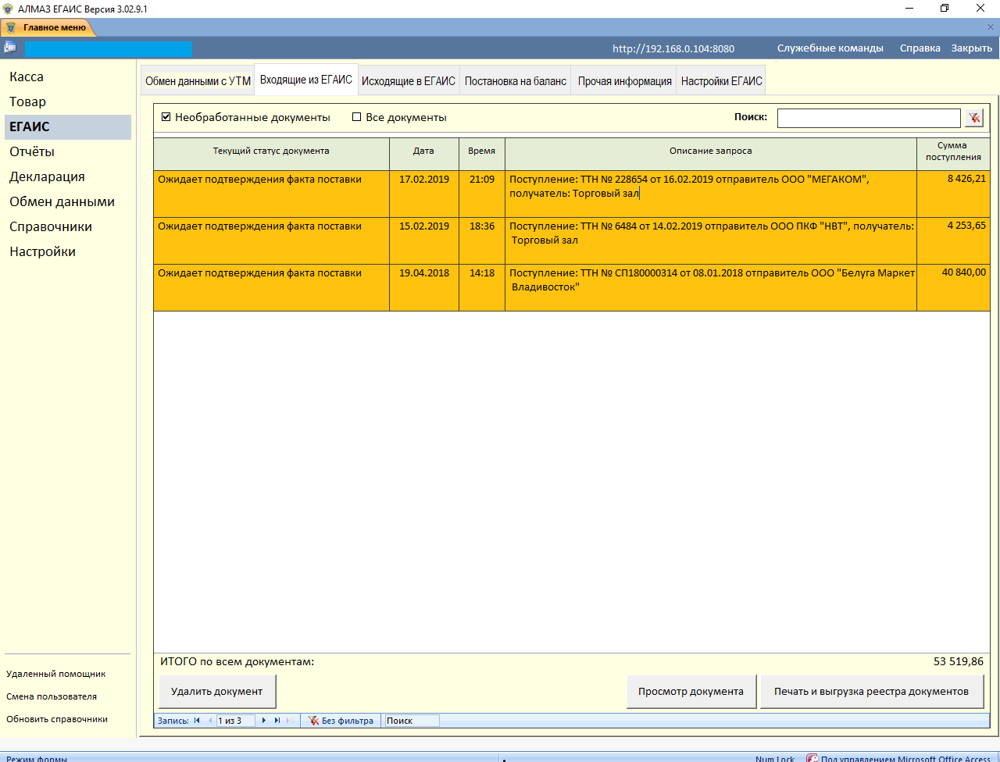 АЛМАЗ ЕГАИС Версия 3.02.9.1
Главное меню
http://192.168.0.104:8080 Служебные команды Справка Закрыть
Касса
Товар
ЕГАИС
Отчёты
Декларация
Обмен данными
Справочники
Настройки
Обмен данными с УТМ Входящие из ЕГАИС Исходящие в ЕГАИС Постановка на баланс Прочая информация Настройки ЕГАИС
Необработанные документы Все документы Поиск:
Текущий статус документа Дата Время Описание запроса Сумма
поступления
Ожидает подтверждения факта поставки 17.02.2019 21:09 Поступление: ТТН № 228654 от 16.02.2019 отправитель ООО "МЕГАКОМ", 8 426,21
получатель: Торговый зал
Ожидает подтверждения факта поставки 15.02.2019 18:36 Поступление: ТТН № 6484 от 14.02.2019 отправитель ООО ПКФ "НВТ", получатель: 4 253,65
Торговый зал
Ожидает подтверждения факта поставки 19.04.2018 14:18 Поступление: ТТН № СП180000314 от 08.01.2018 отправитель ООО "Белуга Маркет 40 840,00
Владивосток"
ИТОГО по всем документам: 53 519,86
Удалить документ Просмотр документа Печать и выгрузка реестра документов
Запись: 1 из 3 Без фильтра Поиск
Удаленный помощник
Смена пользователя
Обновить справочники
Режим формы Num Lock Под управлением Microsoft Office Access